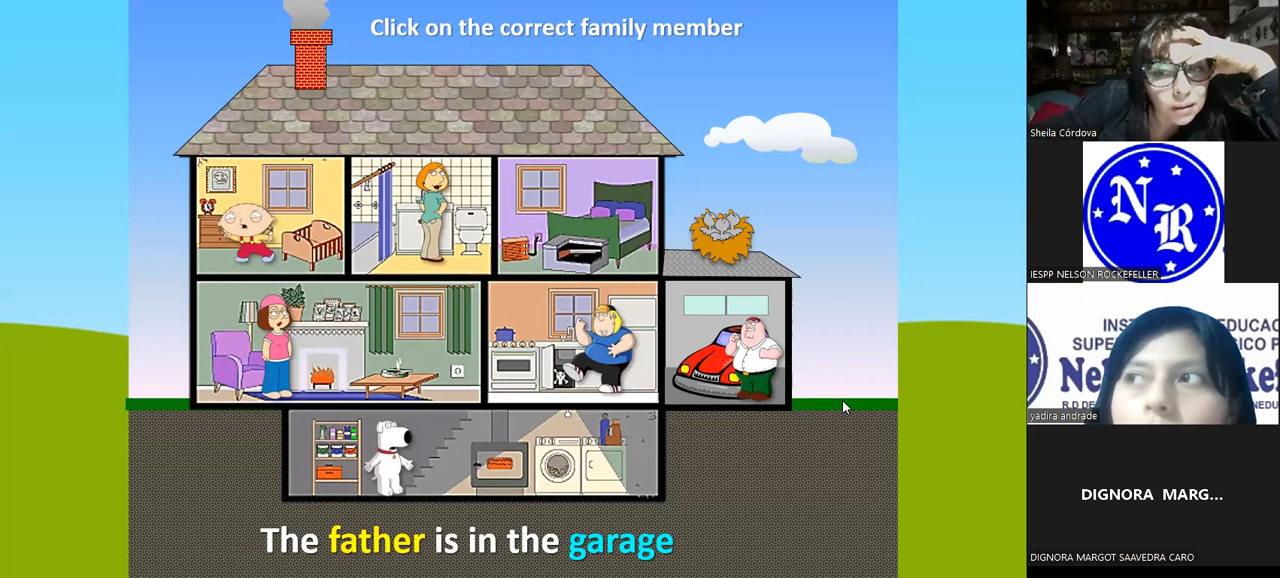 Click on the correct family member
The father is in the garage
Sheila Córdova
N
R
IESPP NELSON ROCKEFELLER
yadira andrade
DIGNORA MARG...
DIGNORA MARGOT SAAVEDRA CARO